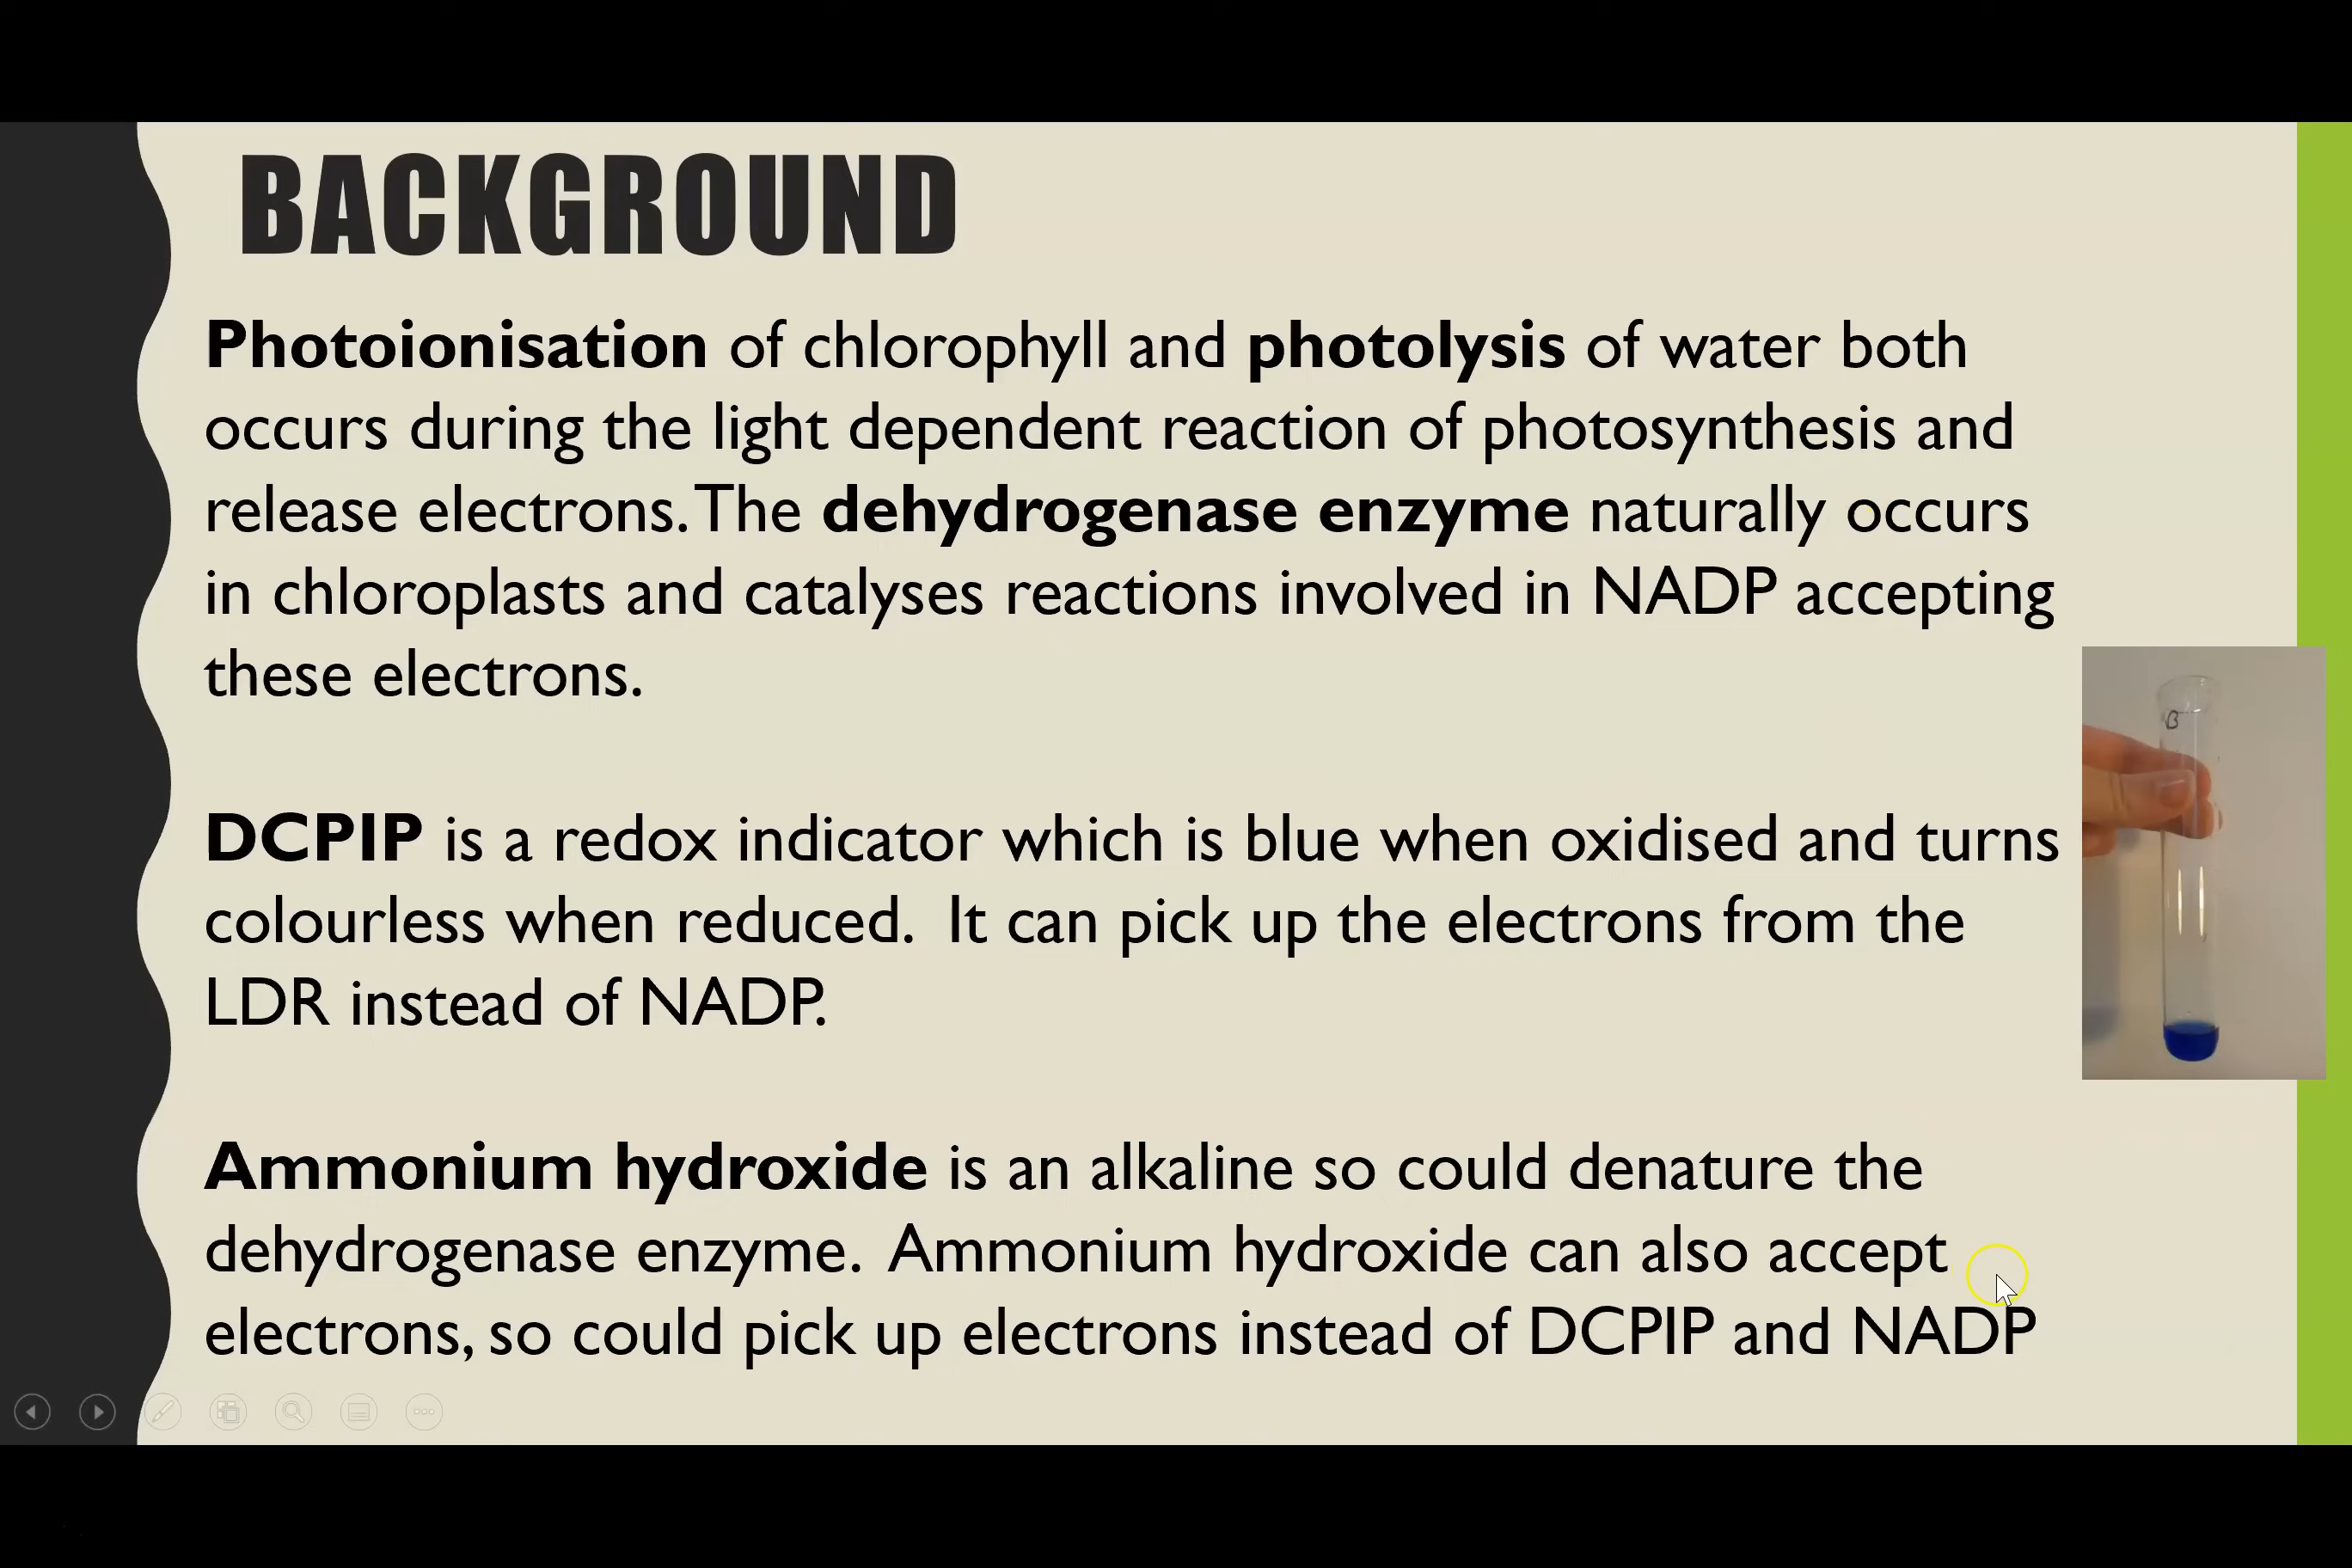 BACKGROUND
Photoionisation of chlorophyll and photolysis of water both
occurs during the light dependent reaction of photosynthesis and
release electrons. The dehydrogenase enzyme naturally occurs
in chloroplasts and catalyses reactions involved in NADP accepting
these electrons.
DCPIP is a redox indicator which is blue when oxidised and turns
colourless when reduced. It can pick up the electrons from the
LDR instead of NADP.
B
Ammonium hydroxide is an alkaline so could denature the
dehydrogenase enzyme. Ammonium hydroxide can also accept
electrons, so could pick up electrons instead of DCPIP and NADP